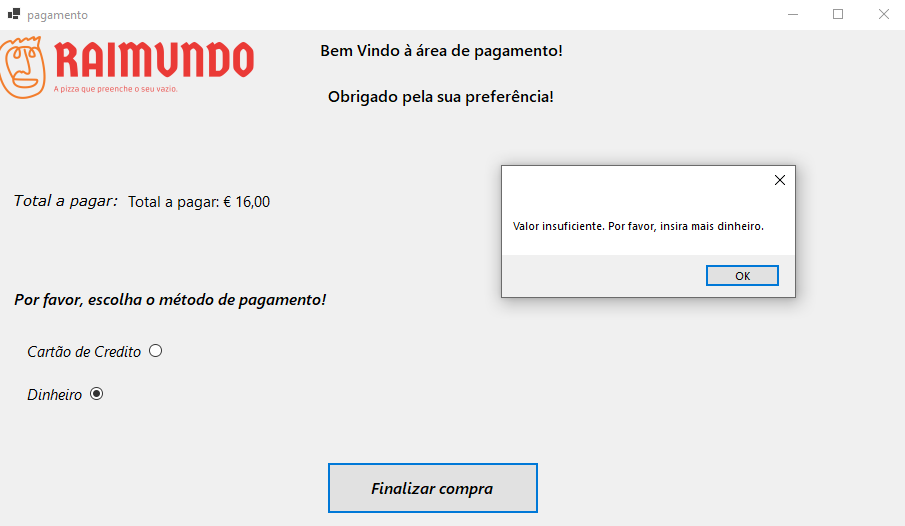 pagamento
RAIMUNDO
A pizza que preenche o seu vazio.
Bem Vindo à área de pagamento!
Obrigado pela sua preferência!
Total a pagar: Total a pagar: € 16,00
Valor insuficiente. Por favor, insira mais dinheiro.
OK
Por favor, escolha o método de pagamento!
Cartão de Credito
Dinheiro
Finalizar compra